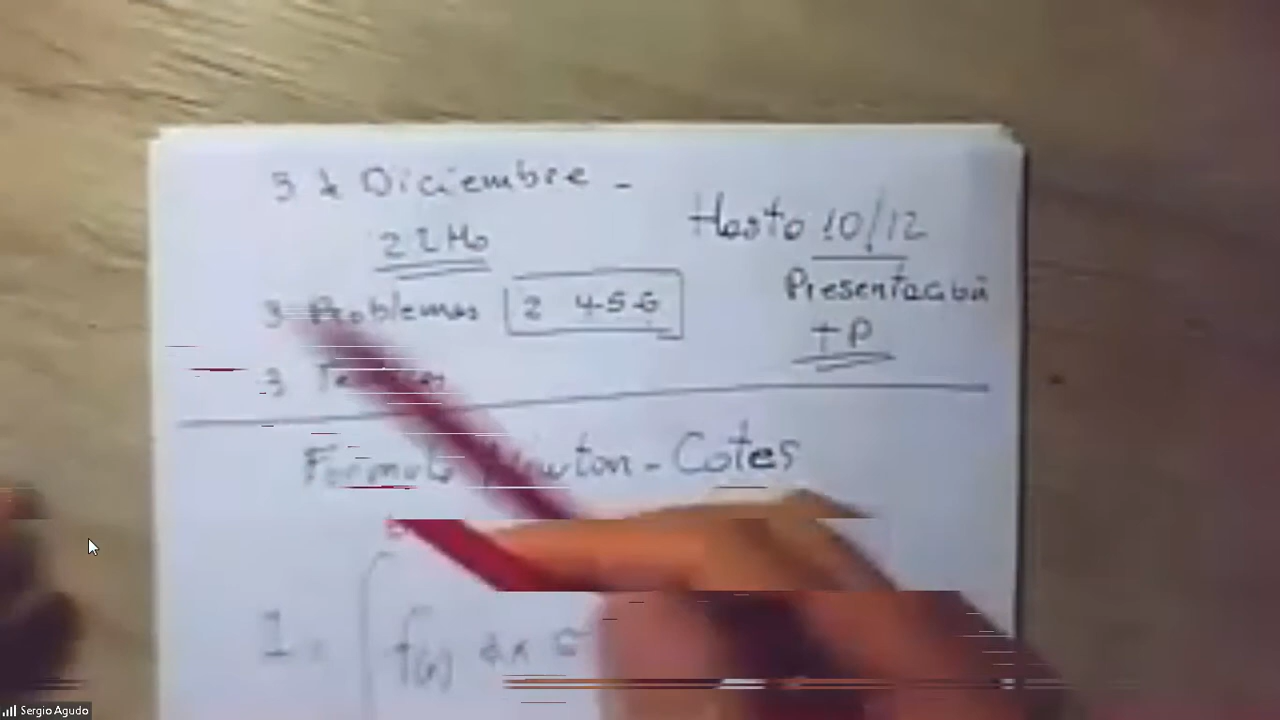 3 de Diciembre -
22 Hs
Hasta 10/12
Presentación
+ P
3 Problemas 2 4 5 6
3
Formula Newton - Cotes
I = ∫ f(x) dx ≅
Sergio Agudo